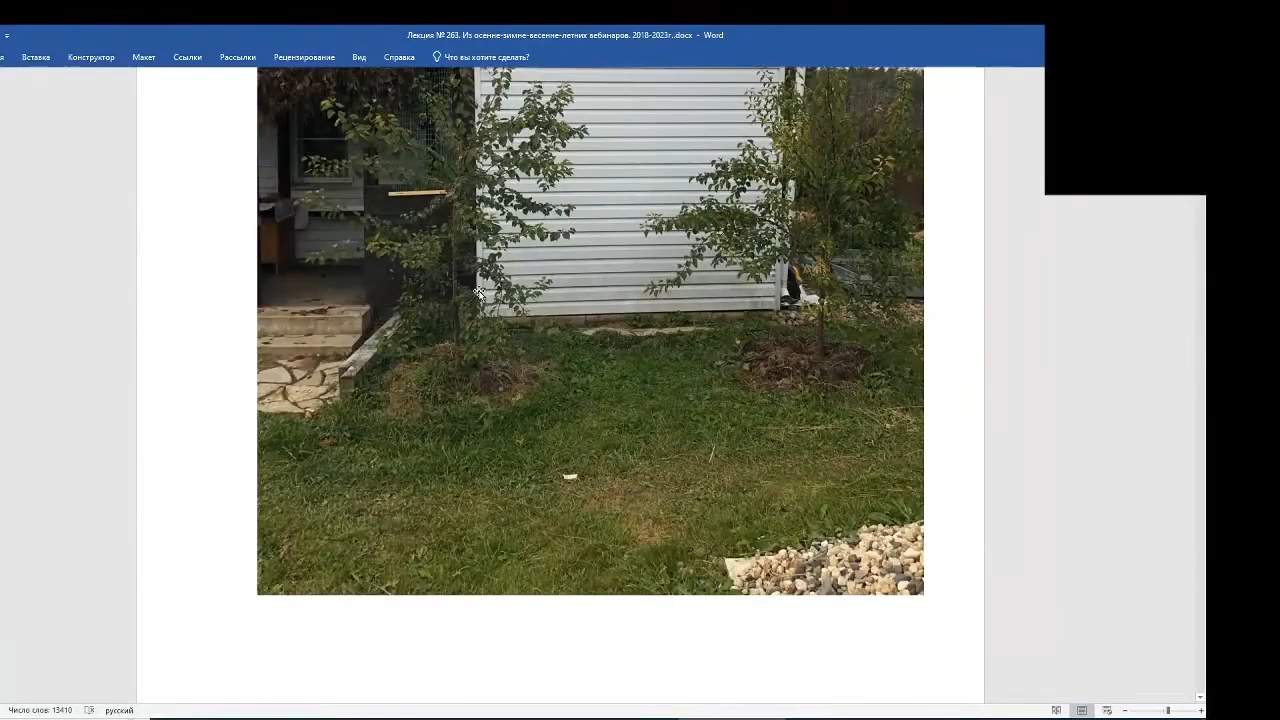 Лекция № 263. Из осенне-зимне-весенне-летних вебинаров. 2018-2023г..docx - Word
я Вставка Конструктор Макет Ссылки Рассылки Рецензирование Вид Справка Что вы хотите сделать?
Число слов: 13410 русский